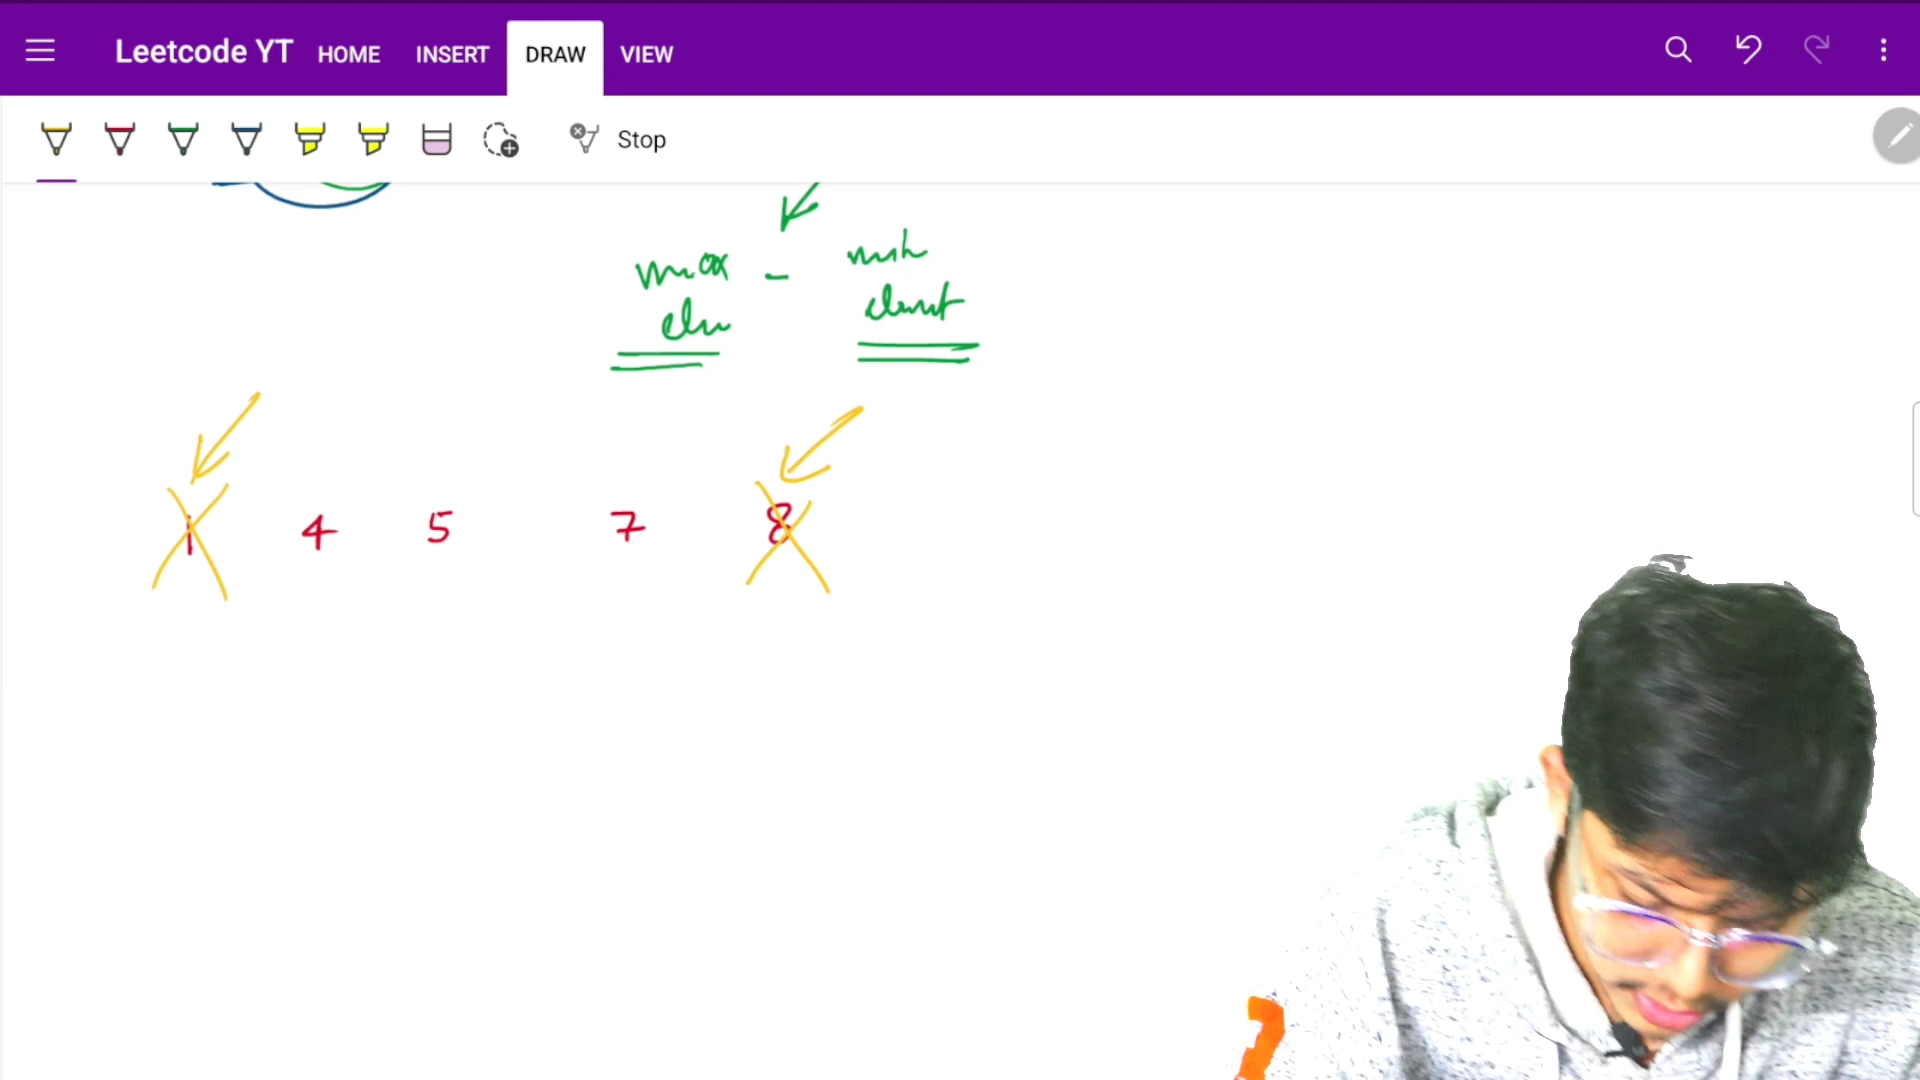 Leetcode YT HOME INSERT DRAW VIEW
Stop
max - min
ele element
1 4 5 7 8